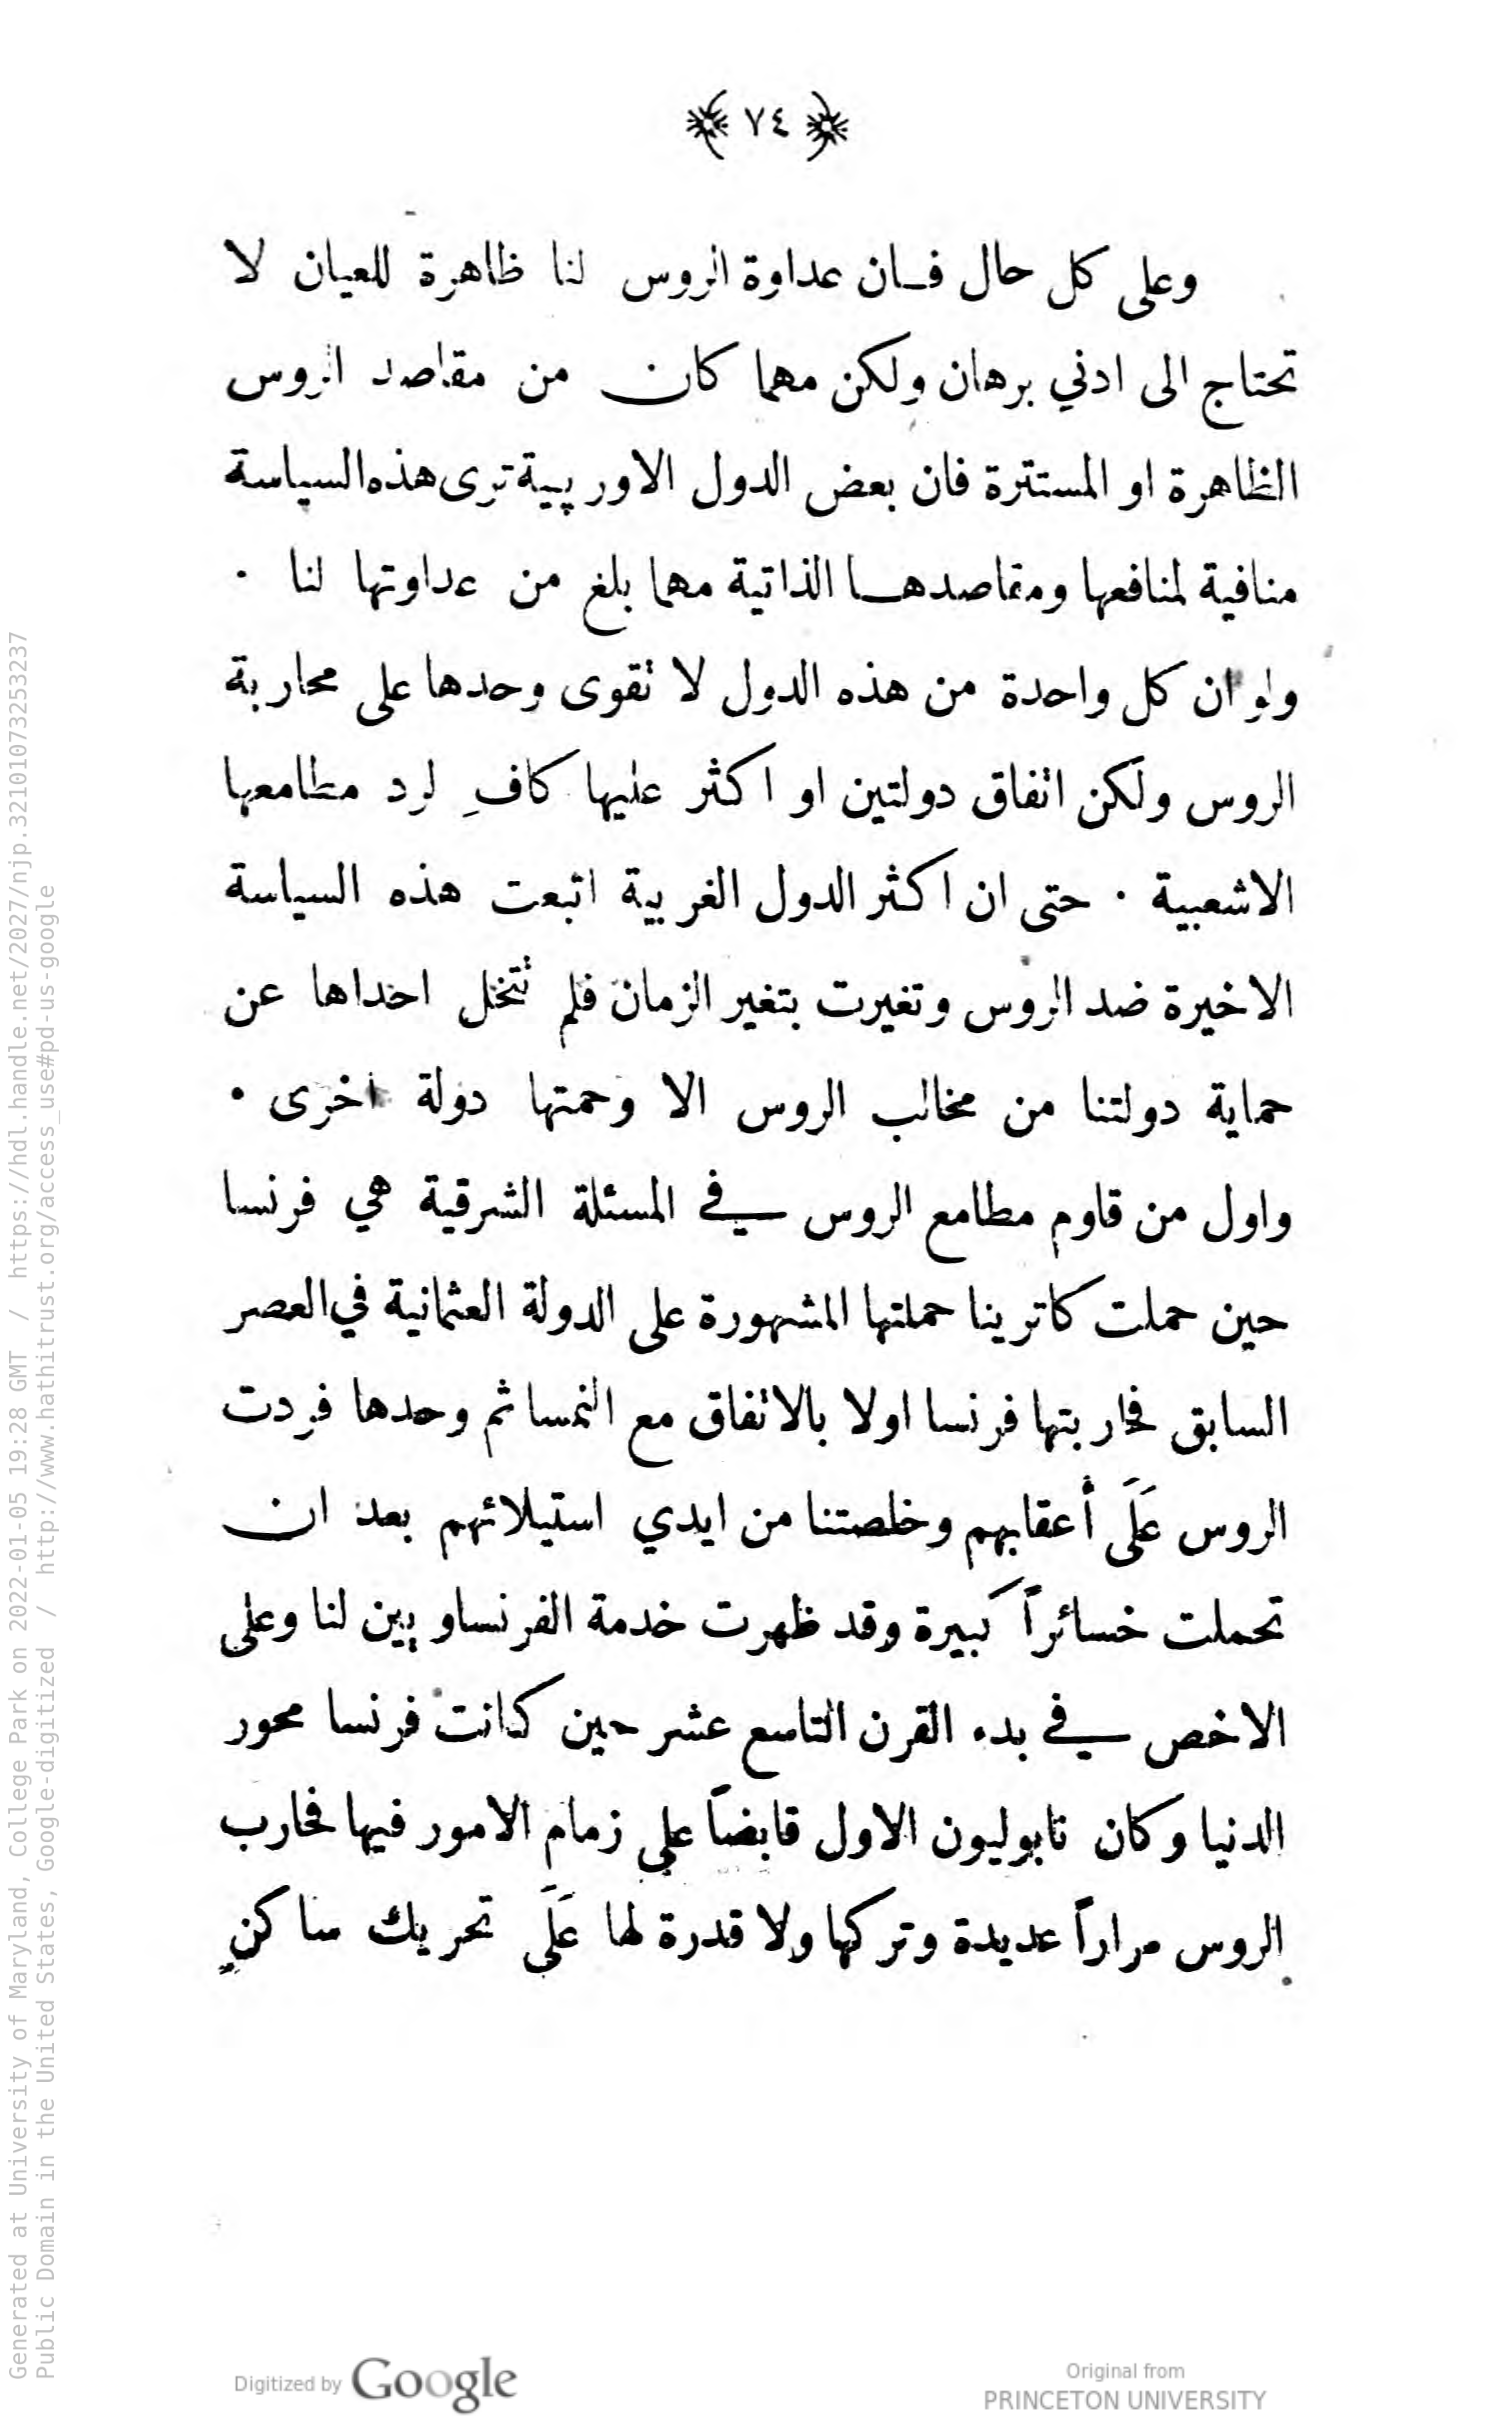 ﴿ ٧٤ ﴾
وعلى كل حال فان عداوة الروس لنا ظاهرة للعيان لا
تحتاج الى ادني برهان ولكن مهما كان من مقاصد الروس
الظاهرة او المستترة فان بعض الدول الاوربية ترى هذه السياسة
منافية لمنافعها ومقاصدها الذاتية مهما بلغ من عداوتها لنا ٠
ولو ان كل واحدة من هذه الدول لا تقوى وحدها على محاربة
الروس ولكن اتفاق دولتين او اكثر عليها كافٍ لرد مطامعها
الاشعبية ٠ حتى ان اكثر الدول الغربية اتبعت هذه السياسة
الاخيرة ضد الروس وتغيرت بتغير الزمان فلم تتخل احداها عن
حماية دولتنا من مخالب الروس الا وحمتها دولة اخرى ٠
واول من قاوم مطامع الروس في المسئلة الشرقية هي فرنسا
حين حملت كاترينا حملتها المشهورة على الدولة العثمانية في العصر
السابق فحاربتها فرنسا اولا بالاتفاق مع النمسا ثم وحدها فردت
الروس عَلَى أعقابهم وخلصتنا من ايدي استيلائهم بعد ان
تحملت خسائراً كبيرة وقد ظهرت خدمة الفرنساويين لنا وعلى
الاخص في بدء القرن التاسع عشر حين كانت فرنسا محور
الدنيا وكان نابوليون الاول قابضاً على زمام الامور فيها فحارب
الروس مراراً عديدة وتركها ولا قدرة لها عَلَى تحريك ساكنٍ
Digitized by Google
Original from
PRINCETON UNIVERSITY
Generated at University of Maryland, College Park on 2022-01-05 19:28 GMT / https://hdl.handle.net/2027/njp.32101073253237
Public Domain in the United States, Google-digitized / http://www.hathitrust.org/access_use#pd-us-google